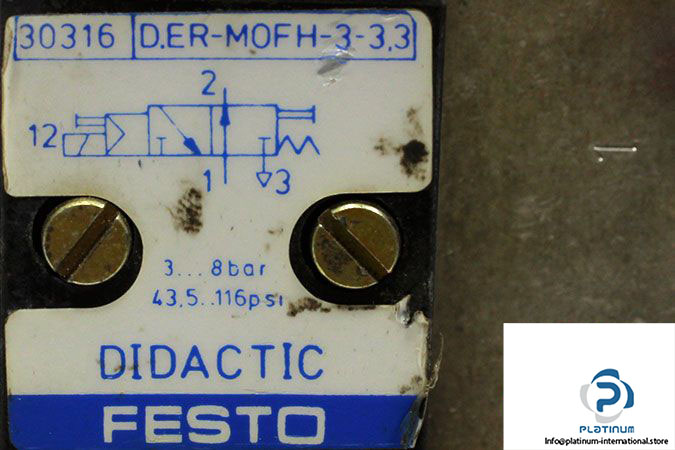 30316 D.ER-MOFH-3-3,3
2
12
1 3
3...8bar
43,5..116psi
DIDACTIC
FESTO
PLATINUM
Info@platinum-international.store